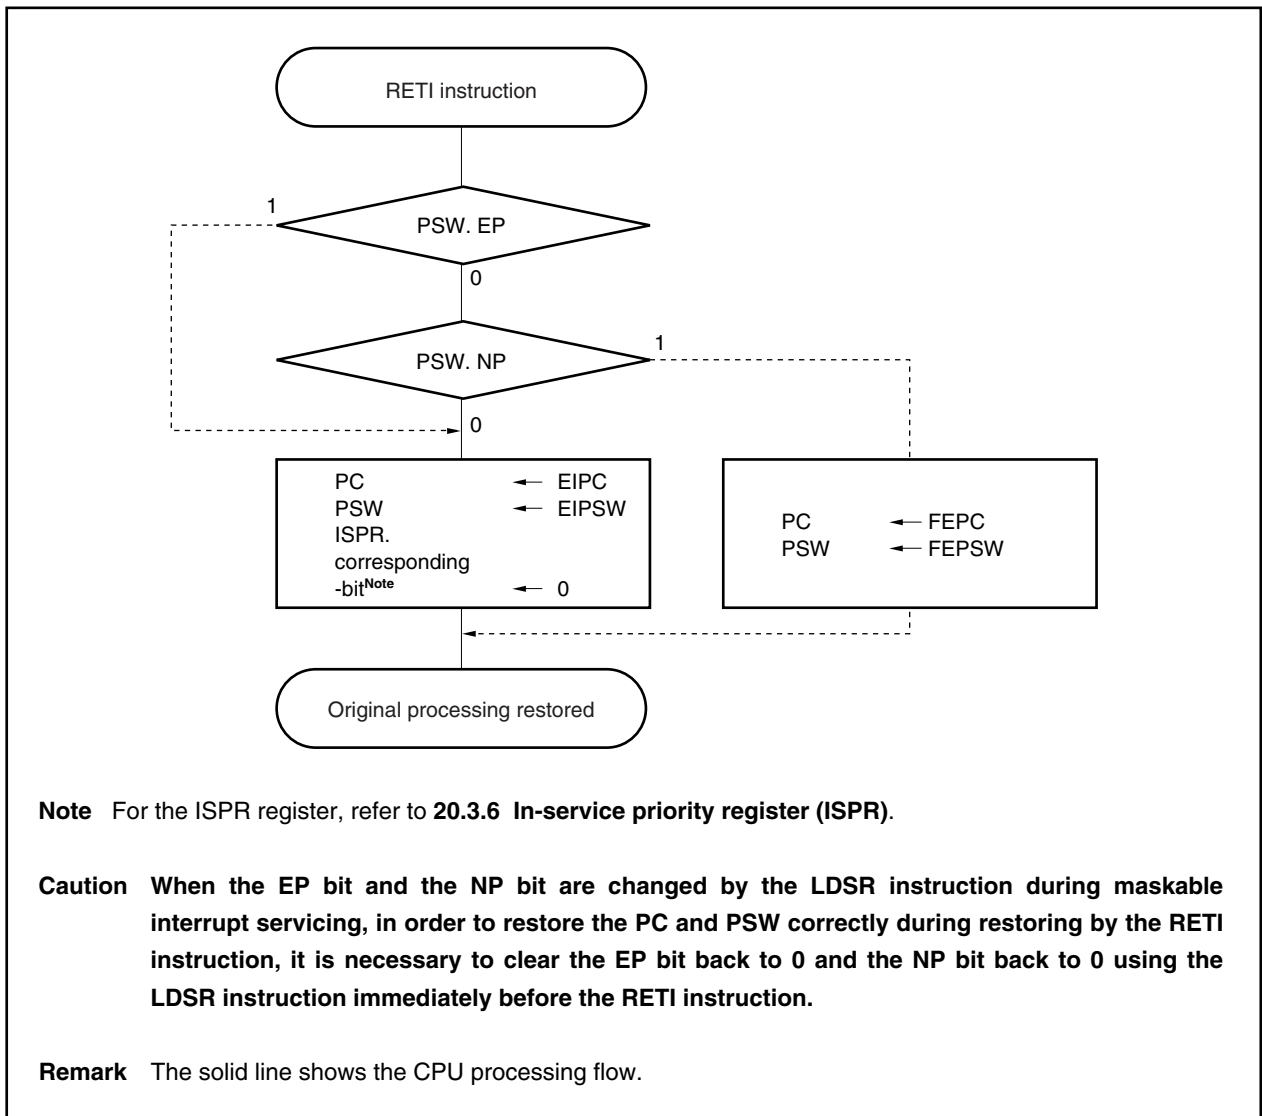 RETI instruction
1
PSW. EP
0
PSW. NP
1
0
PC ← EIPC
PSW ← EIPSW
ISPR.
corresponding
-bitNote ← 0
PC ← FEPC
PSW ← FEPSW
Original processing restored
Note For the ISPR register, refer to 20.3.6 In-service priority register (ISPR).
Caution When the EP bit and the NP bit are changed by the LDSR instruction during maskable
interrupt servicing, in order to restore the PC and PSW correctly during restoring by the RETI
instruction, it is necessary to clear the EP bit back to 0 and the NP bit back to 0 using the
LDSR instruction immediately before the RETI instruction.
Remark The solid line shows the CPU processing flow.